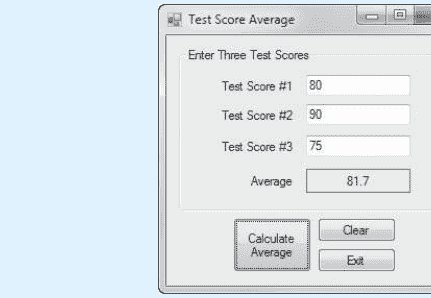 Test Score Average
Enter Three Test Scores
Test Score #1 80
Test Score #2 90
Test Score #3 75
Average 81.7
Calculate
Average
Clear
Exit